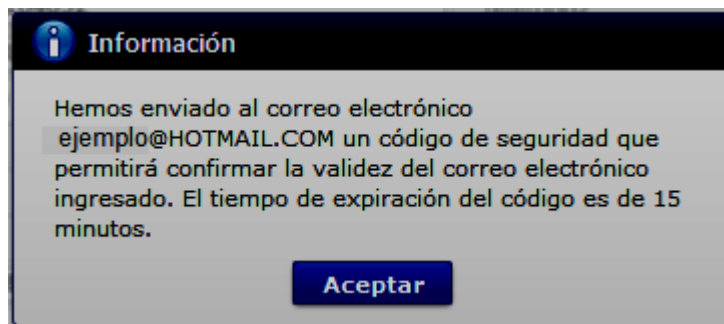 Información
Hemos enviado al correo electrónico
ejemplo@HOTMAIL.COM un código de seguridad que
permitirá confirmar la validez del correo electrónico
ingresado. El tiempo de expiración del código es de 15
minutos.
Aceptar